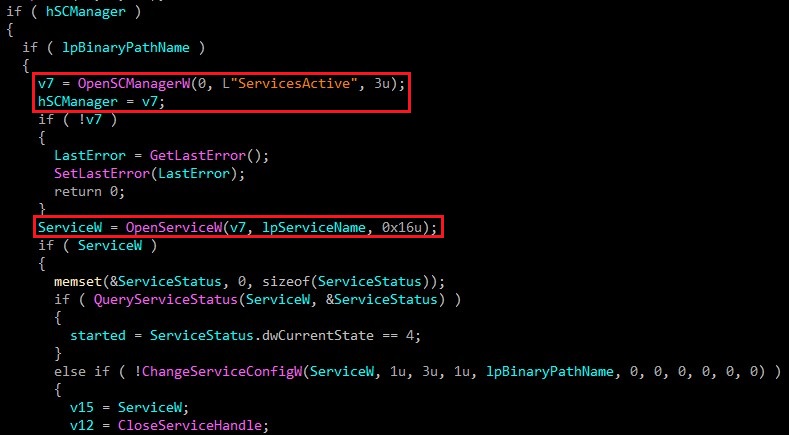 if ( hSCManager )
{
if ( lpBinaryPathName )
{
v7 = OpenSCManagerW(0, L"ServicesActive", 3u);
hSCManager = v7;
if ( !v7 )
{
LastError = GetLastError();
SetLastError(LastError);
return 0;
}
ServiceW = OpenServiceW(v7, lpServiceName, 0x16u);
if ( ServiceW )
{
memset(&ServiceStatus, 0, sizeof(ServiceStatus));
if ( QueryServiceStatus(ServiceW, &ServiceStatus) )
{
started = ServiceStatus.dwCurrentState == 4;
}
else if ( !ChangeServiceConfigW(ServiceW, 1u, 3u, 1u, lpBinaryPathName, 0, 0, 0, 0, 0, 0) )
{
v15 = ServiceW;
v12 = CloseServiceHandle;